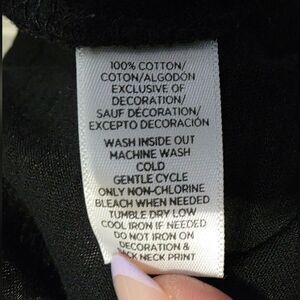 100% COTTON/
COTON/ALGODÓN
EXCLUSIVE OF
DECORATION/
SAUF DÉCORATION/
EXCEPTO DECORACIÓN
WASH INSIDE OUT
MACHINE WASH
COLD
GENTLE CYCLE
ONLY NON-CHLORINE
BLEACH WHEN NEEDED
TUMBLE DRY LOW
COOL IRON IF NEEDED
DO NOT IRON ON
DECORATION &
NECK PRINT